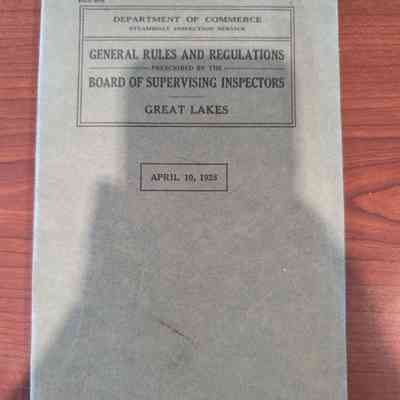 DEPARTMENT OF COMMERCE
STEAMBOAT INSPECTION SERVICE
GENERAL RULES AND REGULATIONS
PRESCRIBED BY THE
BOARD OF SUPERVISING INSPECTORS
GREAT LAKES
APRIL 10, 1928